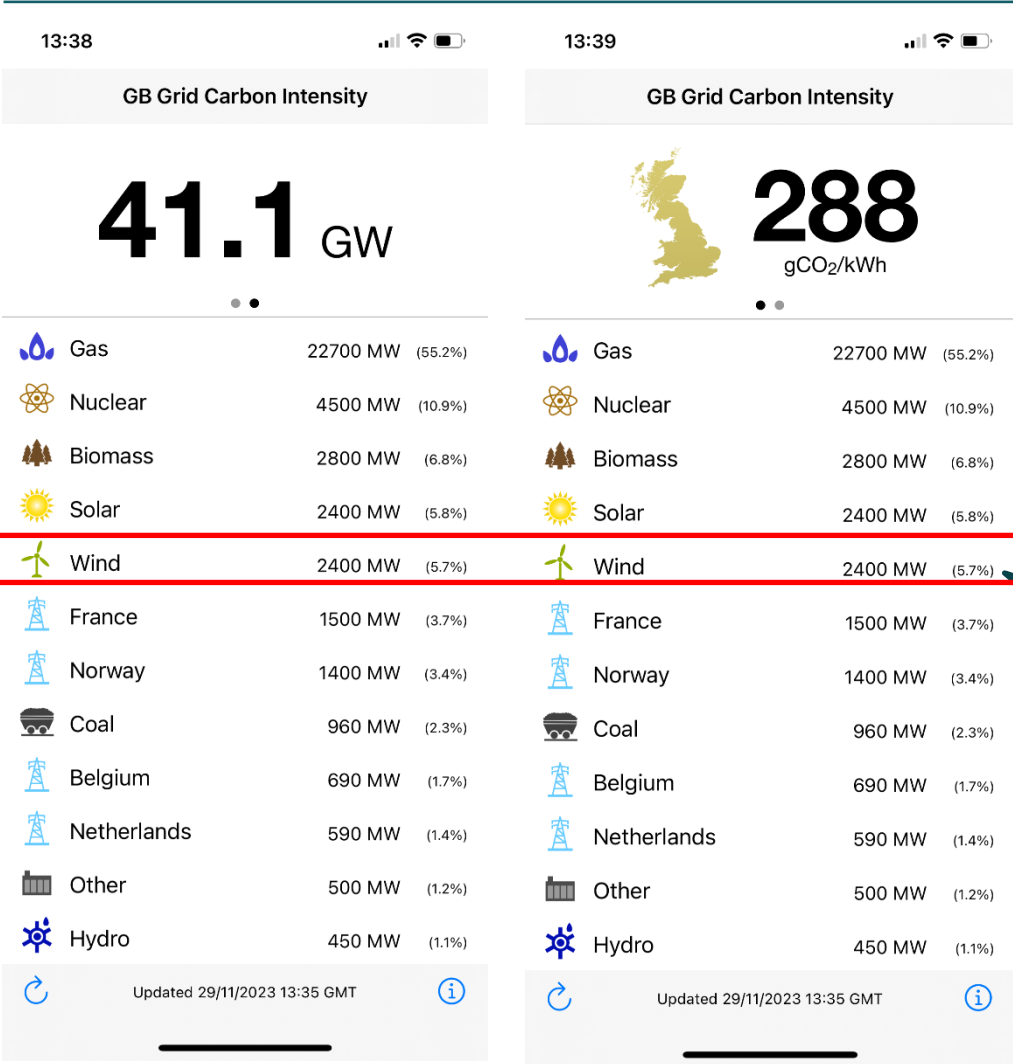 13:38
GB Grid Carbon Intensity
41.1 GW
Gas 22700 MW (55.2%)
Nuclear 4500 MW (10.9%)
Biomass 2800 MW (6.8%)
Solar 2400 MW (5.8%)
Wind 2400 MW (5.7%)
France 1500 MW (3.7%)
Norway 1400 MW (3.4%)
Coal 960 MW (2.3%)
Belgium 690 MW (1.7%)
Netherlands 590 MW (1.4%)
Other 500 MW (1.2%)
Hydro 450 MW (1.1%)
Updated 29/11/2023 13:35 GMT
13:39
GB Grid Carbon Intensity
288
gCO₂/kWh
Gas 22700 MW (55.2%)
Nuclear 4500 MW (10.9%)
Biomass 2800 MW (6.8%)
Solar 2400 MW (5.8%)
Wind 2400 MW (5.7%)
France 1500 MW (3.7%)
Norway 1400 MW (3.4%)
Coal 960 MW (2.3%)
Belgium 690 MW (1.7%)
Netherlands 590 MW (1.4%)
Other 500 MW (1.2%)
Hydro 450 MW (1.1%)
Updated 29/11/2023 13:35 GMT